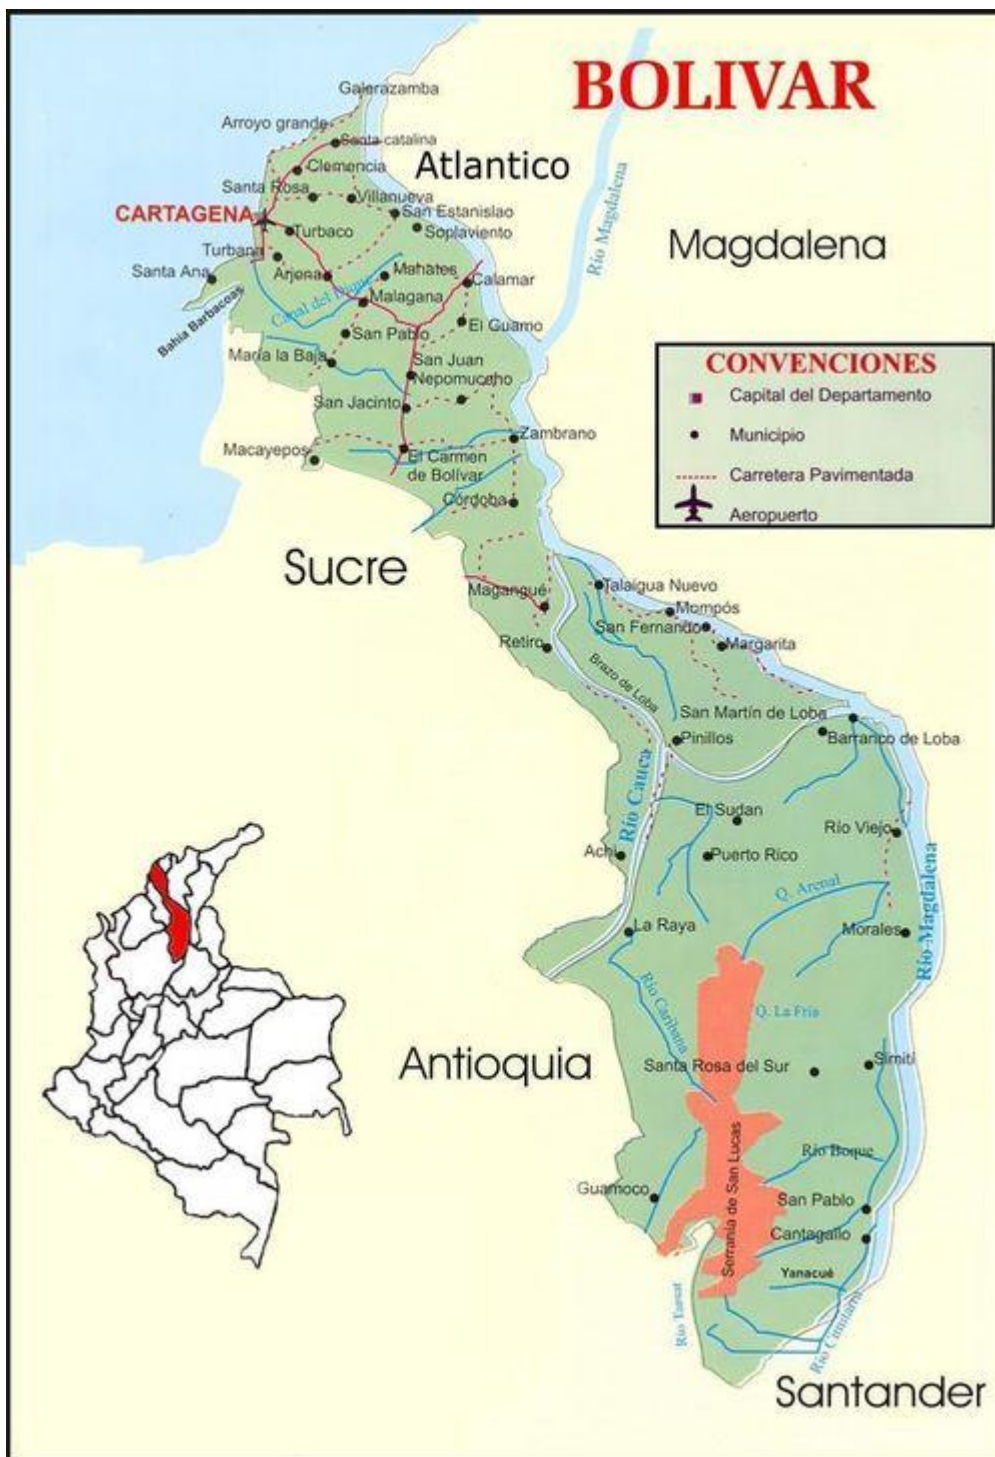 BOLIVAR
Galerazamba
Arroyo grande
Santa catalina
Atlantico
Clemencia
Río Magdalena
Santa Rosa
Villanueva
CARTAGENA
San Estanislao
Turbaco
Soplaviento
Magdalena
Turbana
Santa Ana
Arjona
Mahates
Calamar
Canal del Dique
Malagana
Bahia Barbacoas
San Pablo
El Guamo
María la Baja
San Juan
Nepomuceno
San Jacinto
CONVENCIONES
Capital del Departamento
Municipio
Carretera Pavimentada
Aeropuerto
Zambrano
Macayepos
El Carmen
de Bolívar
Córdoba
Sucre
Magangué
Talaigua Nuevo
Mompós
San Fernando
Margarita
Retiro
Brazo de Loba
San Martín de Loba
Pinillos
Barranco de Loba
Río Cauca
El Sudan
Río Viejo
Achi
Puerto Rico
Q. Arenal
Río Magdalena
La Raya
Morales
Río Caribana
Q. La Fría
Antioquia
Santa Rosa del Sur
Simití
Serranía de San Lucas
Río Boque
Guamoco
San Pablo
Cantagallo
Yanacué
Santander